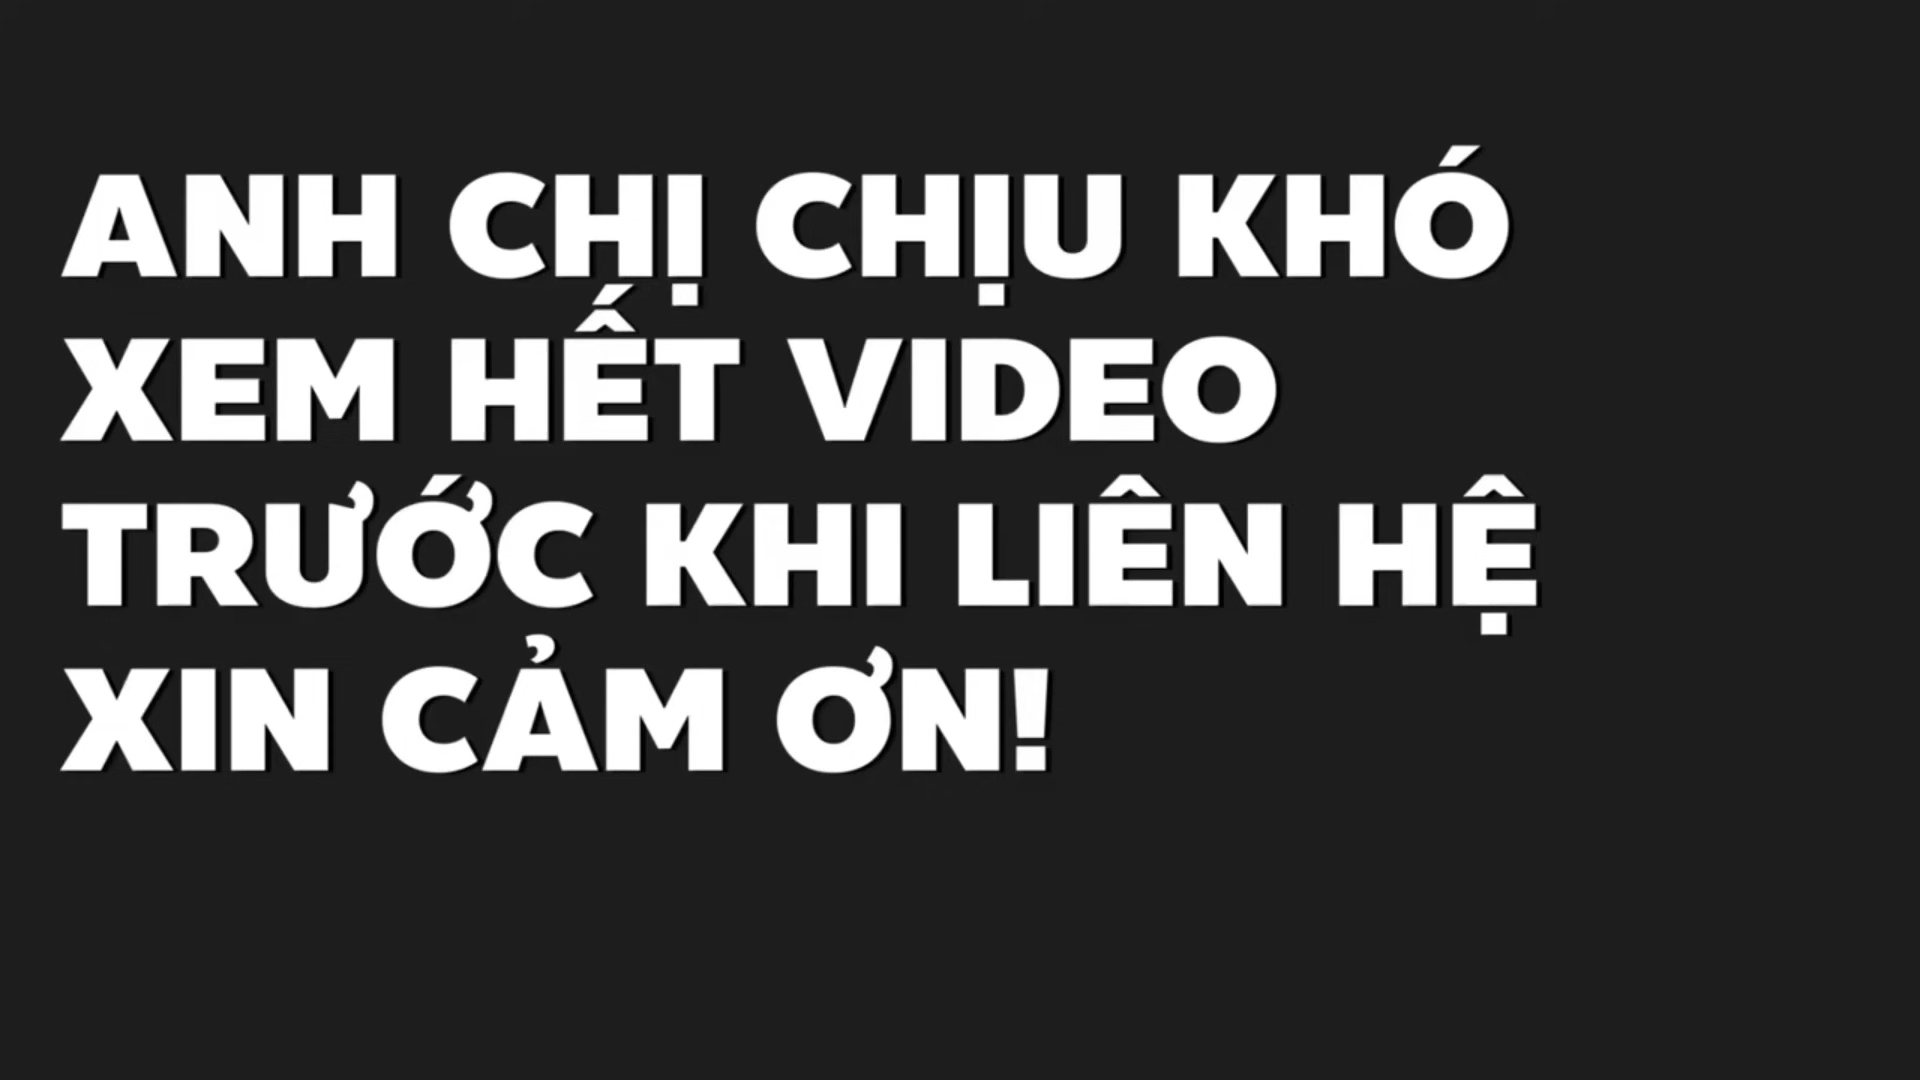 ANH CHỊ CHỊU KHÓ
XEM HẾT VIDEO
TRƯỚC KHI LIÊN HỆ
XIN CẢM ƠN!